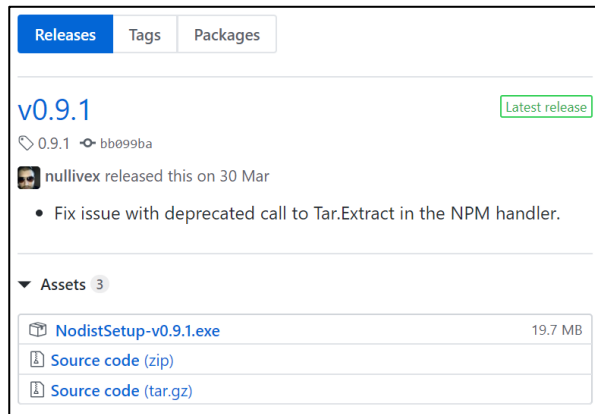 Releases Tags Packages
v0.9.1 Latest release
0.9.1 bb099ba
nullivex released this on 30 Mar
• Fix issue with deprecated call to Tar.Extract in the NPM handler.
Assets 3
NodistSetup-v0.9.1.exe 19.7 MB
Source code (zip)
Source code (tar.gz)